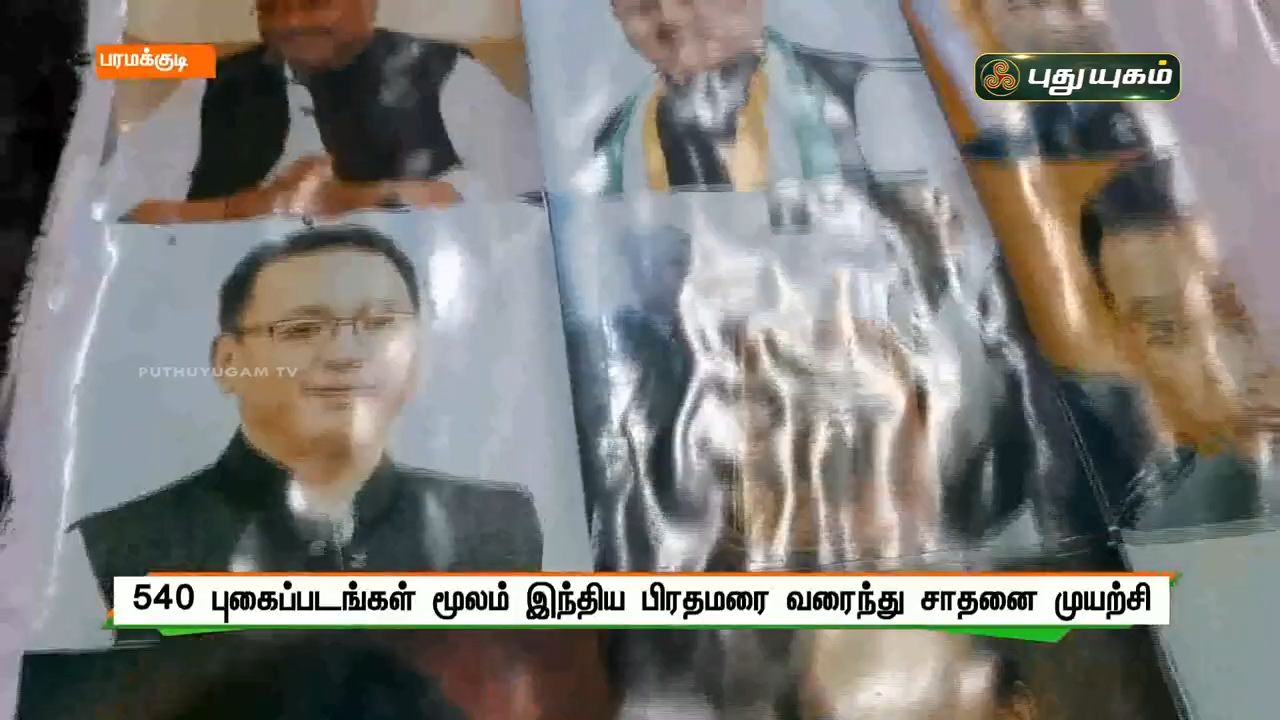 பரமக்குடி
புதுயுகம்
PUTHUYUGAM TV
540 புகைப்படங்கள் மூலம் இந்திய பிரதமரை வரைந்து சாதனை முயற்சி